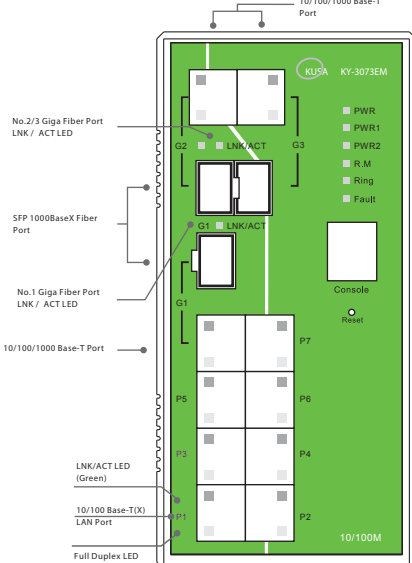 10/100/1000 Base-T
Port
KUSA KY-3073EM
PWR
PWR1
PWR2
R.M
Ring
Fault
No.2/3 Giga Fiber Port
LNK / ACT LED
G2
LNK/ACT
G3
SFP 1000BaseX Fiber
Port
G1
LNK/ACT
No.1 Giga Fiber Port
LNK / ACT LED
G1
Console
Reset
10/100/1000 Base-T Port
P7
P5
P6
P3
P4
LNK/ACT LED
(Green)
10/100 Base-T(X)
LAN Port
P1
P2
Full Duplex LED
10/100M